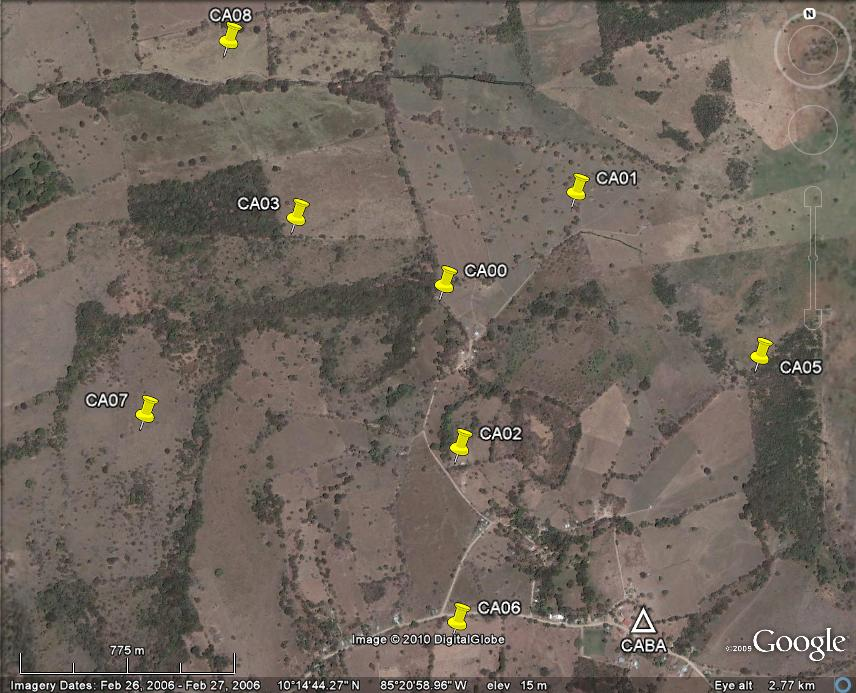 CA08
N
CA01
CA03
CA00
CA05
CA07
CA02
CA06
Image © 2010 DigitalGlobe
CABA
775 m
©2009 Google
Imagery Dates: Feb 26, 2006 - Feb 27, 2006 10°14'44.27" N 85°20'58.96" W elev 15 m Eye alt 2.77 km